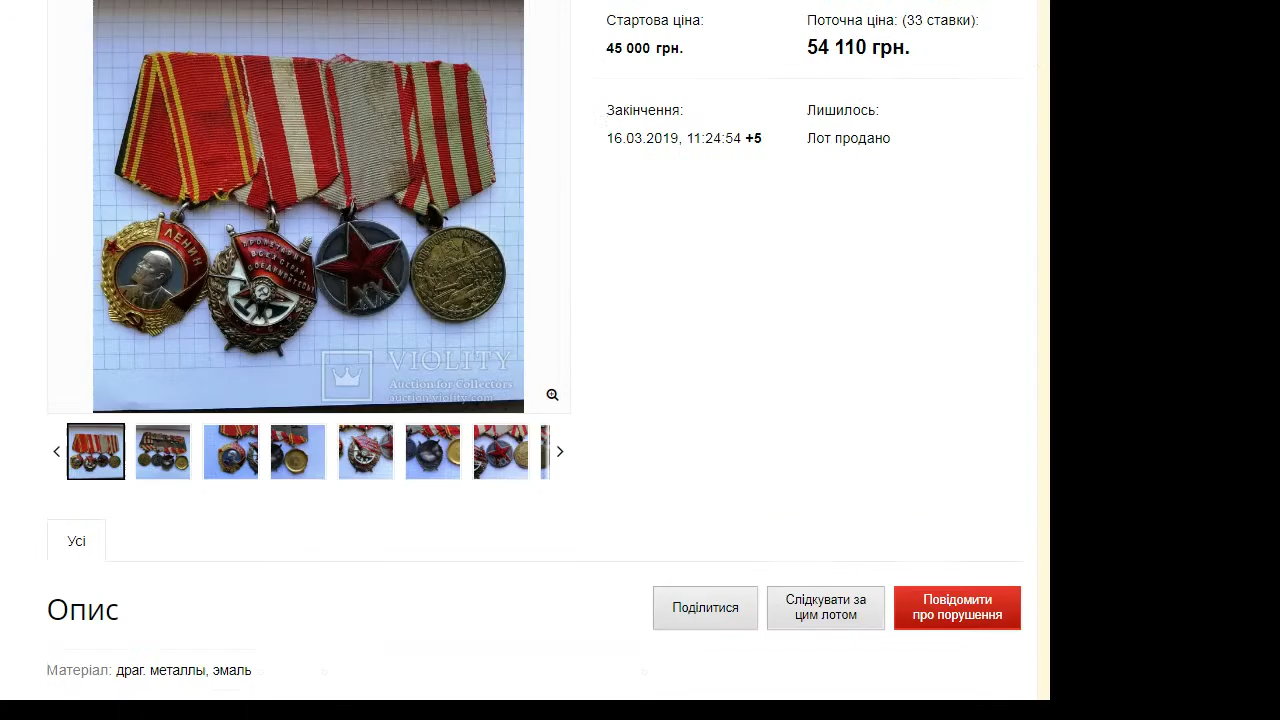 Стартова ціна:
Поточна ціна: (33 ставки):
45 000 грн.
54 110 грн.
Закінчення:
Лишилось:
16.03.2019, 11:24:54 +5
Лот продано
ЛЕНИН
ПРОЛЕТАРИИ
ВСЕХ СТРАН,
СОЕДИНЯЙТЕСЬ!
XX
VIOLITY
Auction for Collectors
auction.violity.com
Усі
Опис
Поділитися
Слідкувати за
цим лотом
Повідомити
про порушення
Матеріал: драг. металлы, эмаль